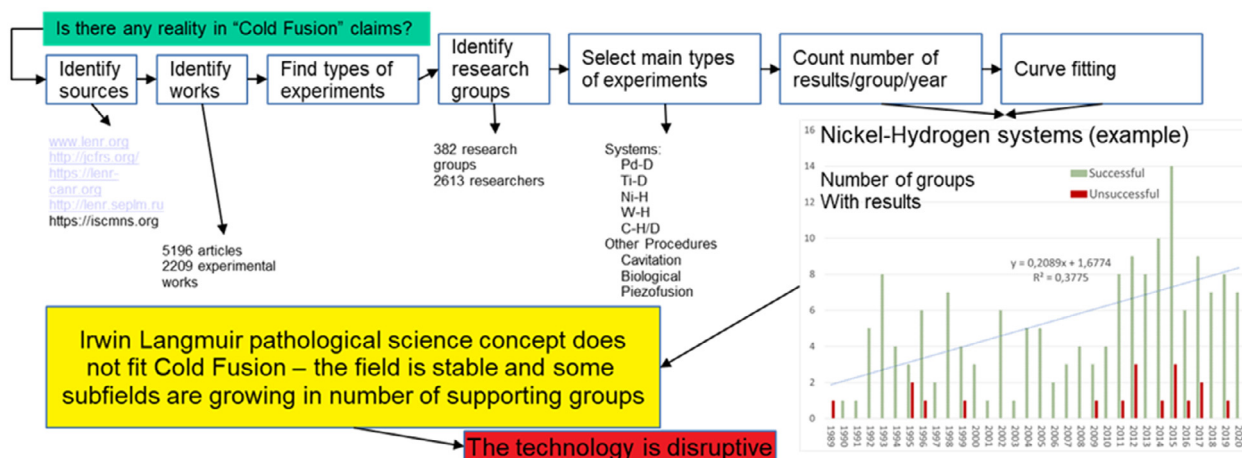 Is there any reality in “Cold Fusion” claims?
Identify
sources
Identify
works
Find types of
experiments
Identify
research
groups
Select main types
of experiments
Count number of
results/group/year
Curve fitting
www.lenr.org
http://jcfrs.org/
https://lenr-
canr.org
http://lenr.seplm.ru
https://iscmns.org
5196 articles
2209 experimental
works
382 research
groups
2613 researchers
Systems:
Pd-D
Ti-D
Ni-H
W-H
C-H/D
Other Procedures
Cavitation
Biological
Piezofusion
Nickel-Hydrogen systems (example)
Number of groups
With results
Successful
Unsuccessful
y = 0,2089x + 1,6774
R² = 0,3775
14
12
10
8
6
4
2
0
1989
1990
1991
1992
1993
1994
1995
1996
1997
1998
1999
2000
2001
2002
2003
2004
2005
2006
2007
2008
2009
2010
2011
2012
2013
2014
2015
2016
2017
2018
2019
2020
Irwin Langmuir pathological science concept does
not fit Cold Fusion – the field is stable and some
subfields are growing in number of supporting groups
The technology is disruptive